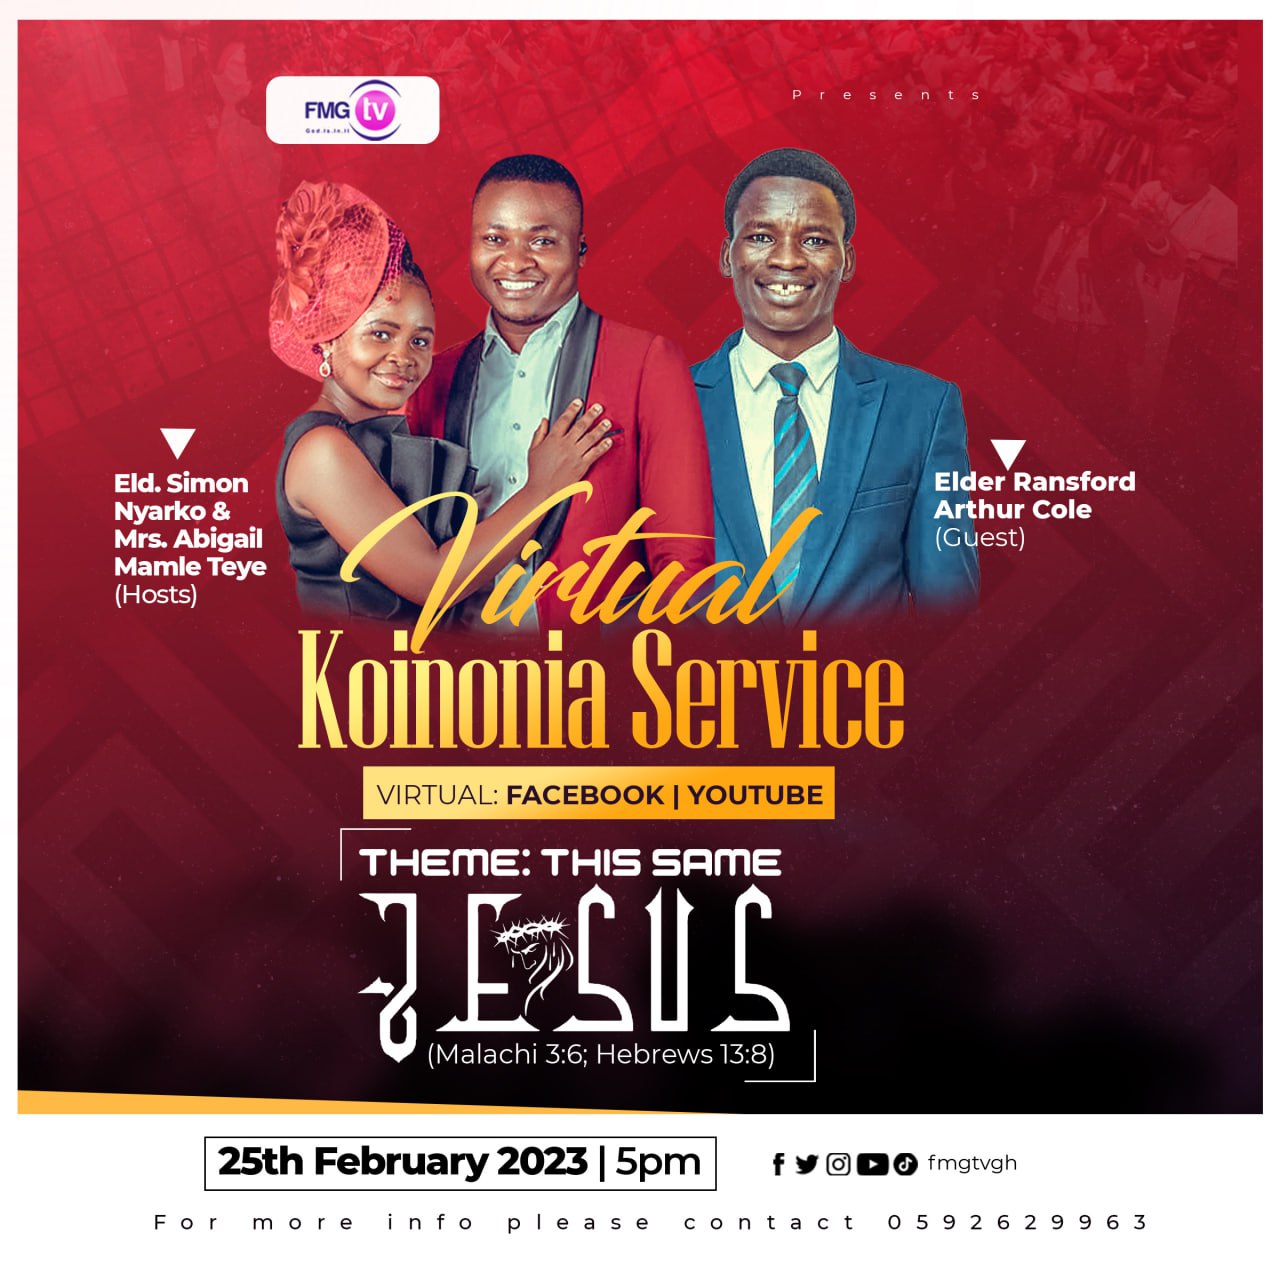 FMG tv
God.Is.In.It
Presents
Eld. Simon
Nyarko &
Mrs. Abigail
Mamle Teye
(Hosts)
Elder Ransford
Arthur Cole
(Guest)
Virtual
Koinonia Service
VIRTUAL: FACEBOOK | YOUTUBE
THEME: THIS SAME
JESUS
(Malachi 3:6; Hebrews 13:8)
25th February 2023 | 5pm
fmgtvgh
For more info please contact 0592629963